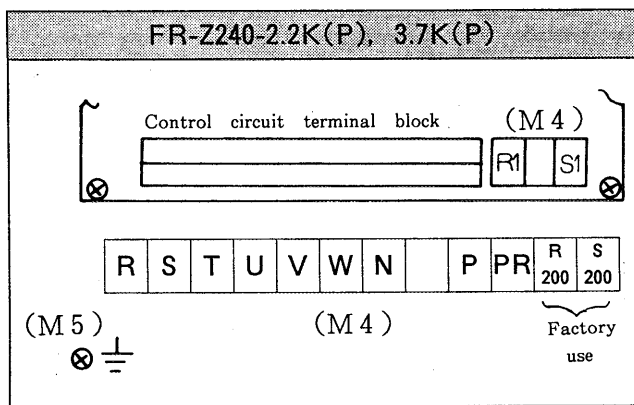 FR-Z240-2.2K(P), 3.7K(P)
Control circuit terminal block
(M4)
R1 S1
R S T U V W N P PR R 200 S 200
(M5)
(M4)
Factory
use